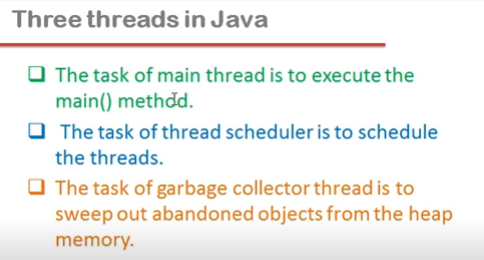 Three threads in Java
The task of main thread is to execute the
main() method.
The task of thread scheduler is to schedule
the threads.
The task of garbage collector thread is to
sweep out abandoned objects from the heap
memory.